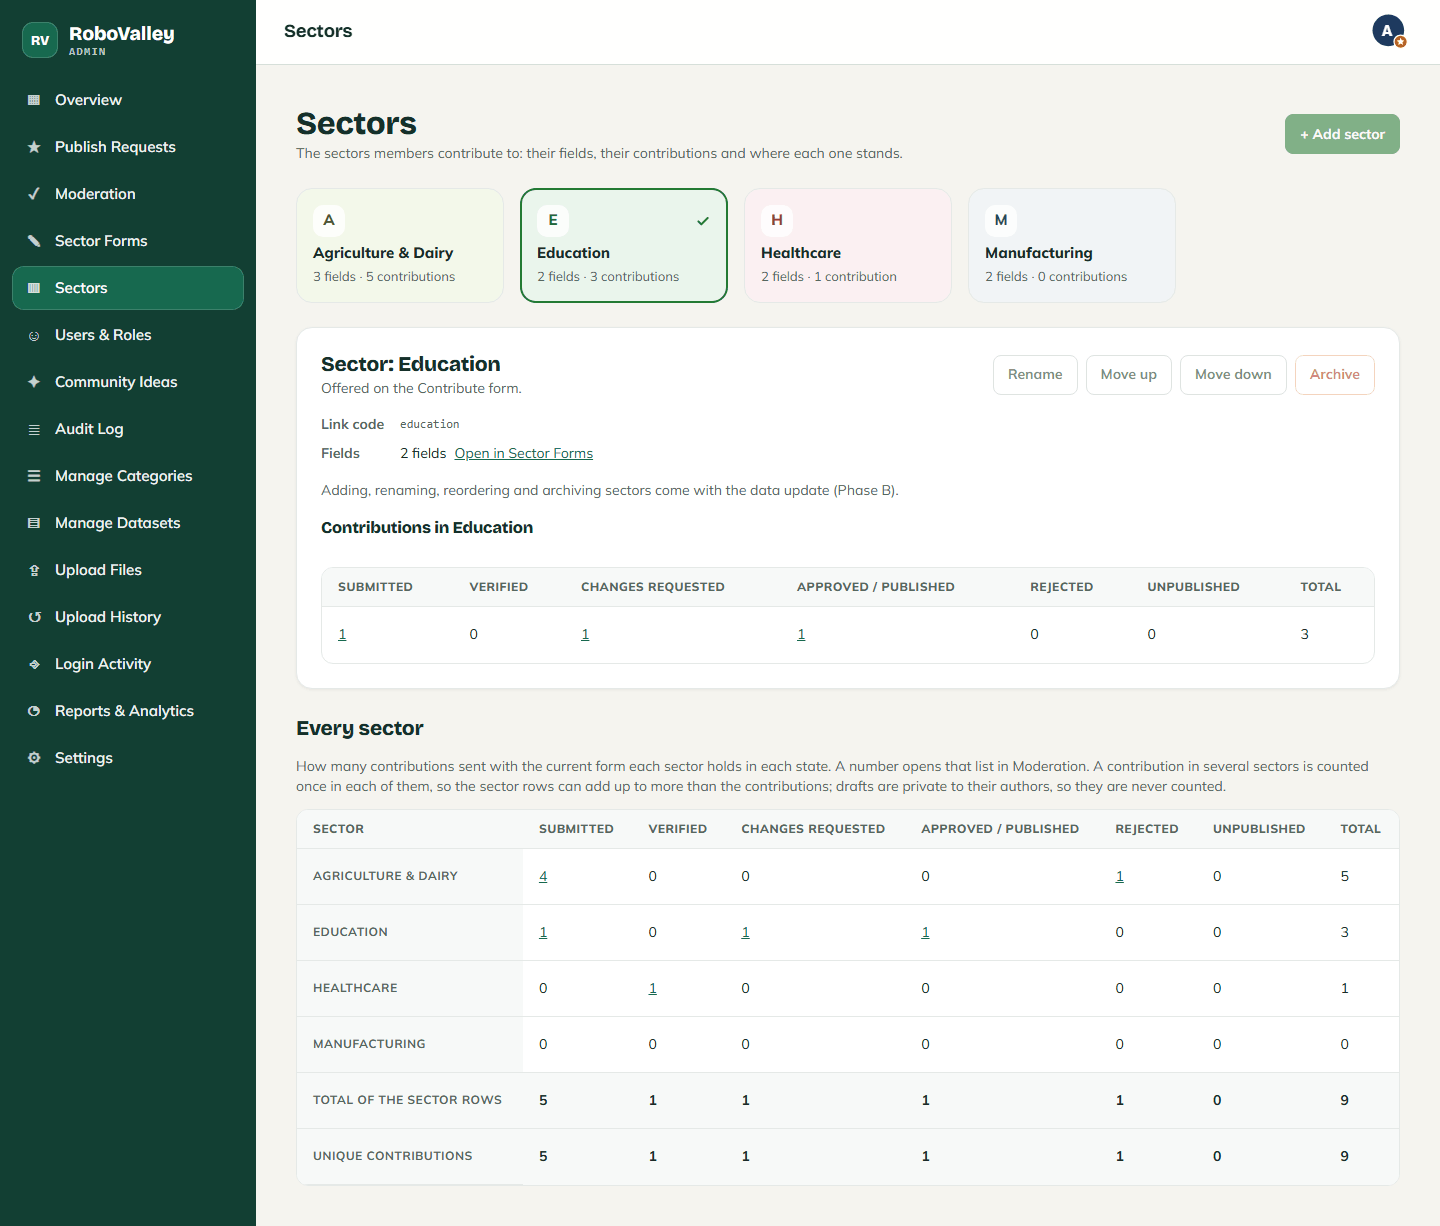 RV
RoboValley
ADMIN
Overview
Publish Requests
Moderation
Sector Forms
Sectors
Users & Roles
Community Ideas
Audit Log
Manage Categories
Manage Datasets
Upload Files
Upload History
Login Activity
Reports & Analytics
Settings
Sectors
A
Sectors
The sectors members contribute to: their fields, their contributions and where each one stands.
+ Add sector
A
Agriculture & Dairy
3 fields · 5 contributions
E
Education
2 fields · 3 contributions
H
Healthcare
2 fields · 1 contribution
M
Manufacturing
2 fields · 0 contributions
Sector: Education
Offered on the Contribute form.
Rename Move up Move down Archive
Link code education
Fields 2 fields Open in Sector Forms
Adding, renaming, reordering and archiving sectors come with the data update (Phase B).
Contributions in Education
SUBMITTED VERIFIED CHANGES REQUESTED APPROVED / PUBLISHED REJECTED UNPUBLISHED TOTAL
1 0 1 1 0 0 3
Every sector
How many contributions sent with the current form each sector holds in each state. A number opens that list in Moderation. A contribution in several sectors is counted
once in each of them, so the sector rows can add up to more than the contributions; drafts are private to their authors, so they are never counted.
SECTOR SUBMITTED VERIFIED CHANGES REQUESTED APPROVED / PUBLISHED REJECTED UNPUBLISHED TOTAL
AGRICULTURE & DAIRY 4 0 0 0 1 0 5
EDUCATION 1 0 1 1 0 0 3
HEALTHCARE 0 1 0 0 0 0 1
MANUFACTURING 0 0 0 0 0 0 0
TOTAL OF THE SECTOR ROWS 5 1 1 1 1 0 9
UNIQUE CONTRIBUTIONS 5 1 1 1 1 0 9